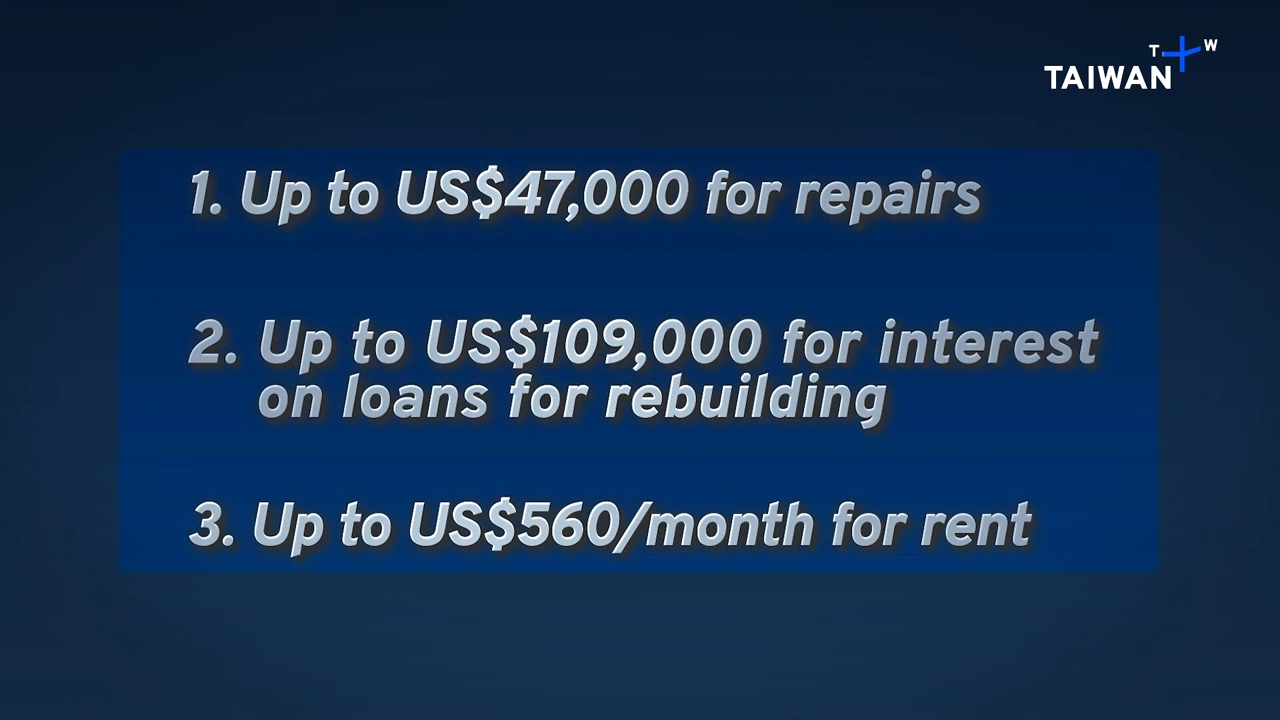 T W
TAIWAN
1. Up to US$47,000 for repairs
2. Up to US$109,000 for interest
on loans for rebuilding
3. Up to US$560/month for rent